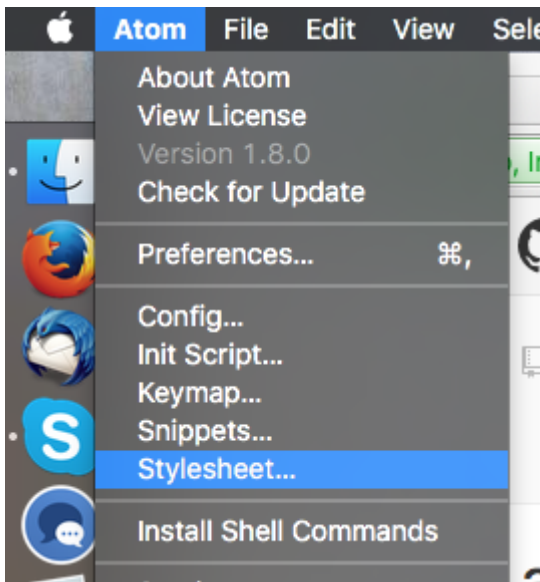 Atom File Edit View
About Atom
View License
Version 1.8.0
Check for Update
Preferences... ⌘,
Config...
Init Script...
Keymap...
Snippets...
Stylesheet...
Install Shell Commands
S